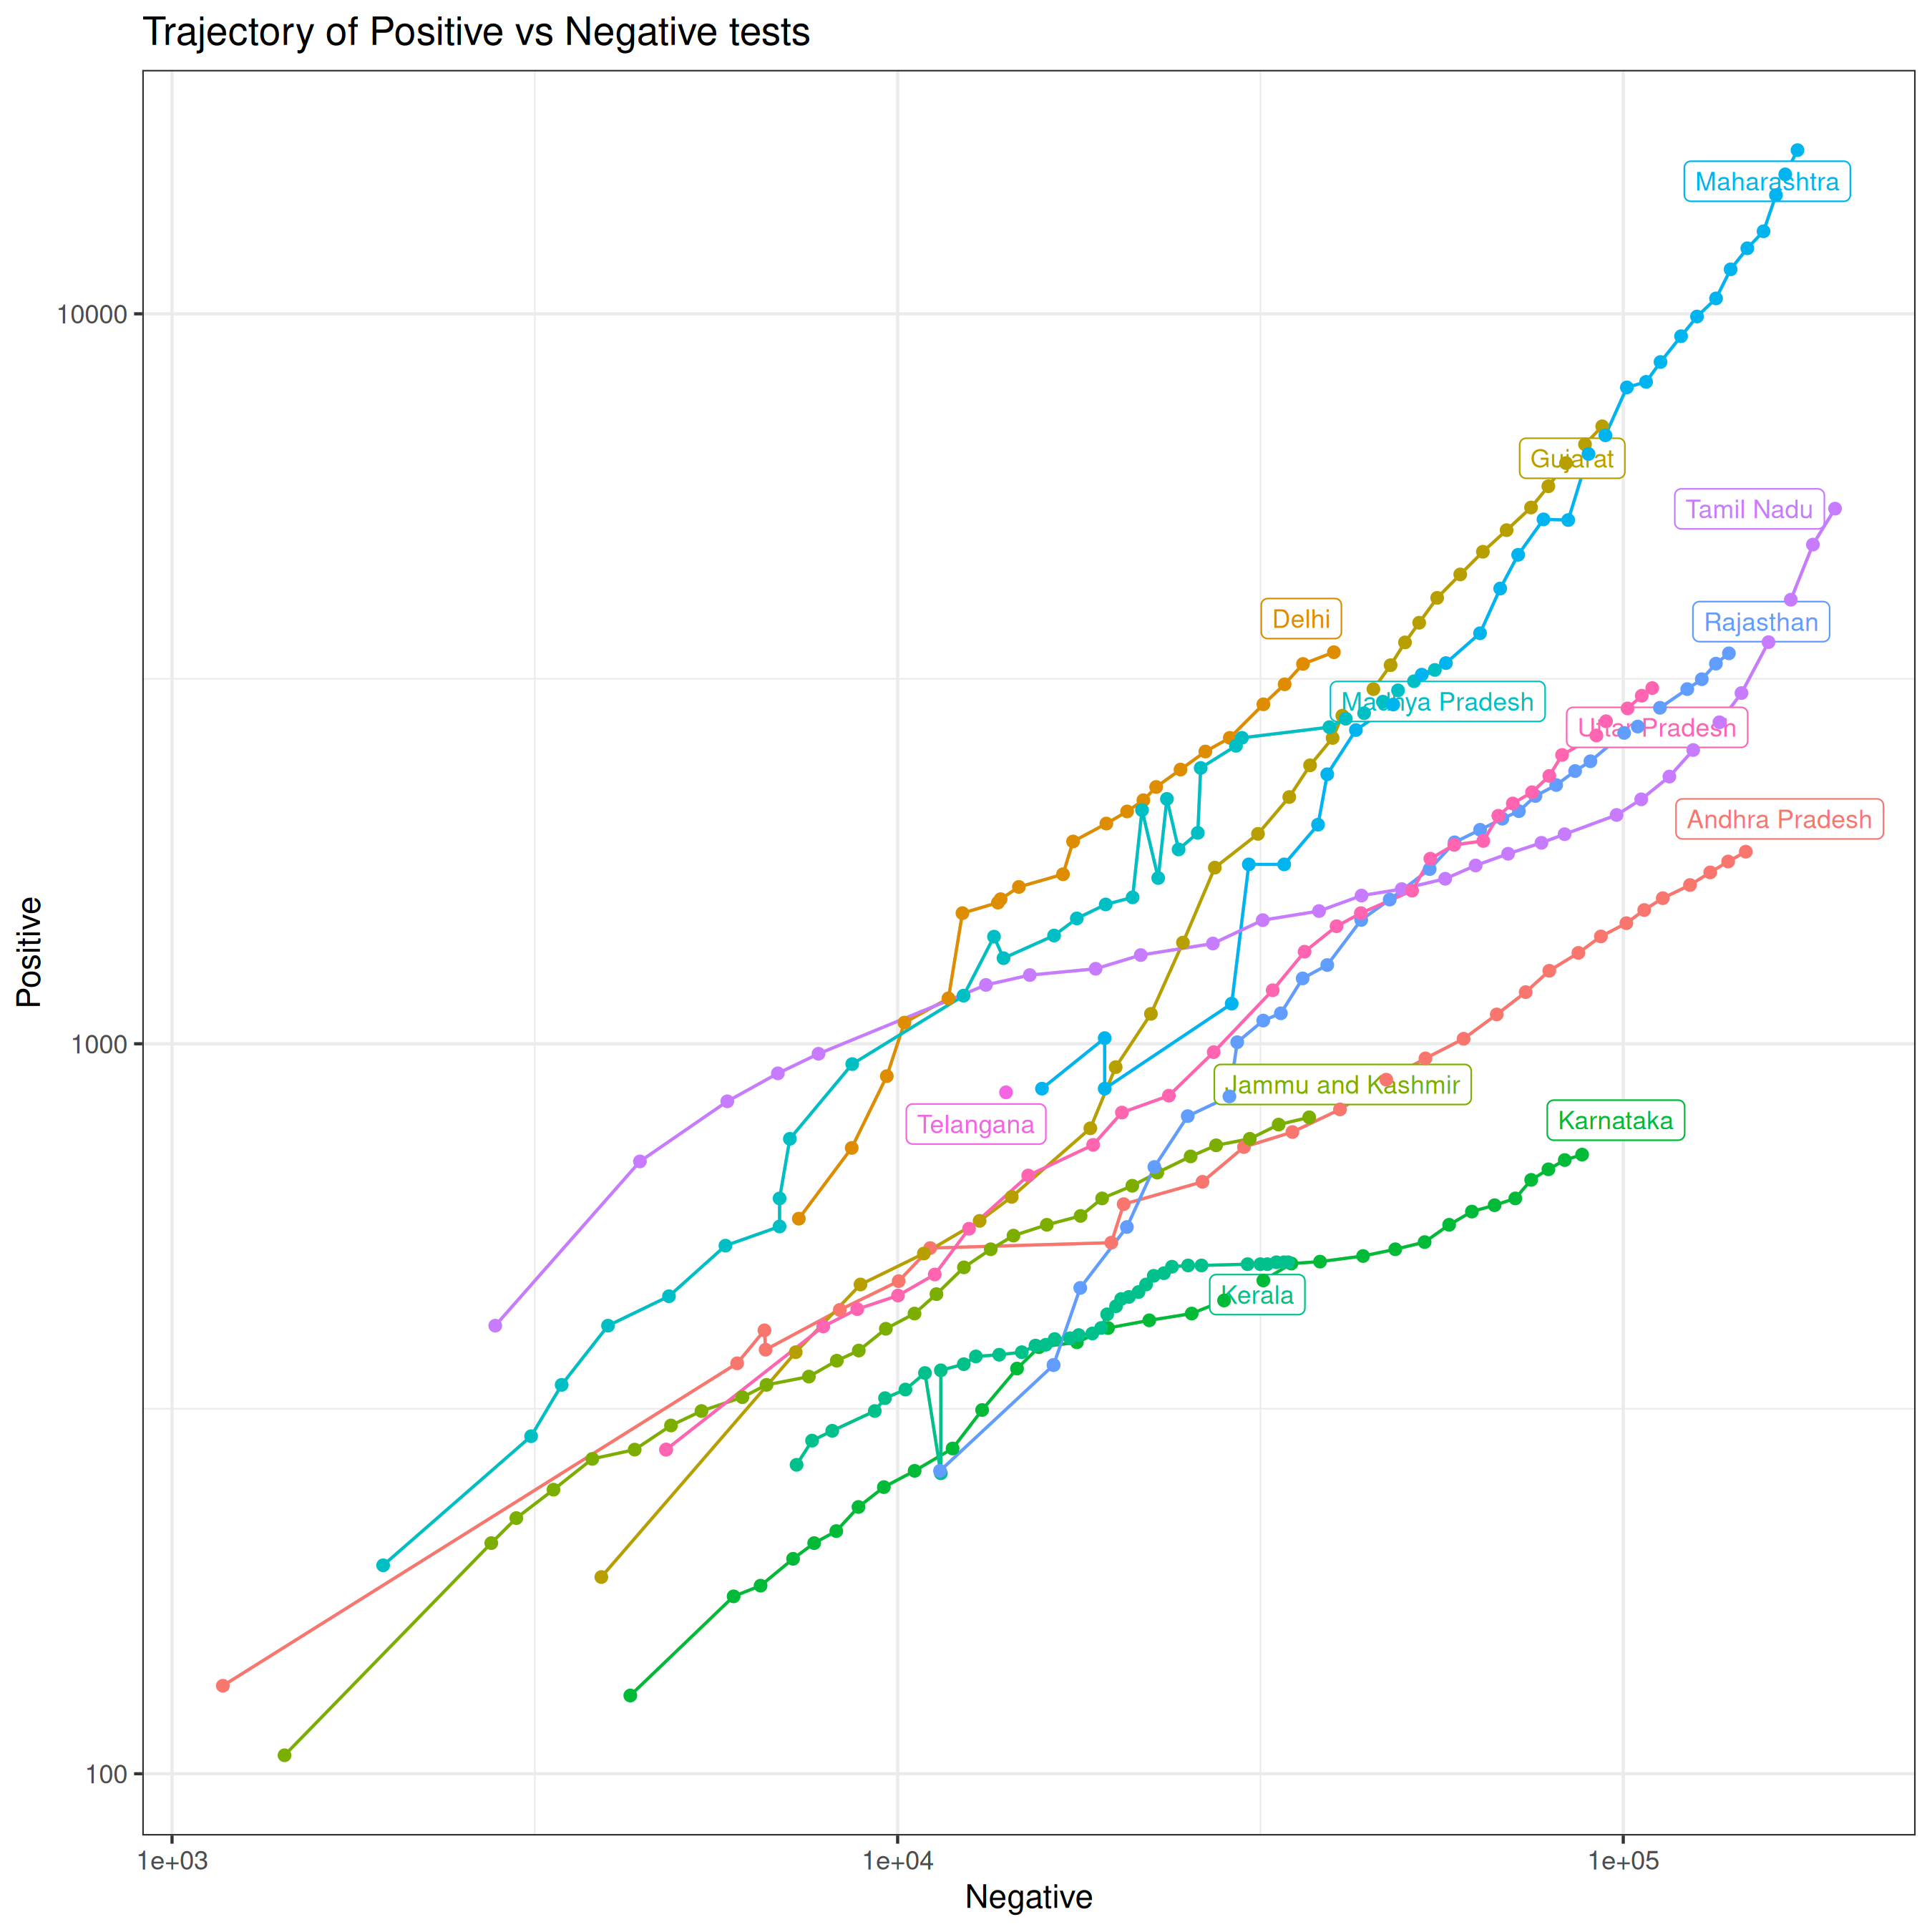 Trajectory of Positive vs Negative tests
Maharashtra
10000
Gujarat
Tamil Nadu
Delhi
Rajasthan
Madhya Pradesh
Uttar Pradesh
Andhra Pradesh
Positive
1000
Jammu and Kashmir
Telangana
Karnataka
Kerala
100
1e+03
1e+04
1e+05
Negative